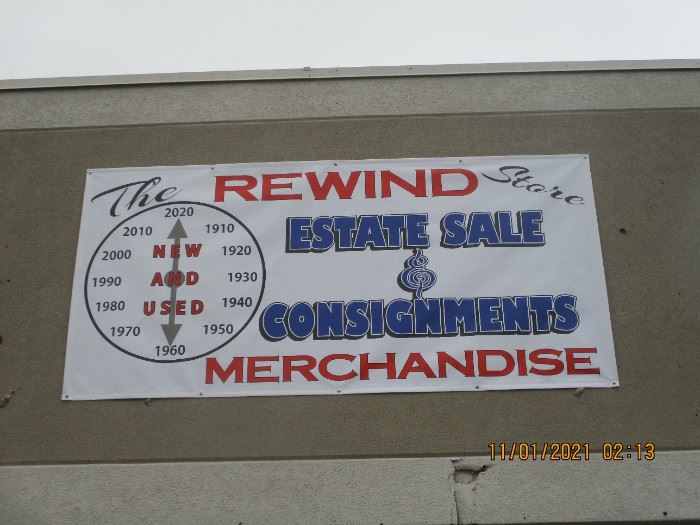 The REWIND Store
ESTATE SALE
&
CONSIGNMENTS
MERCHANDISE
2020
2010 1910
2000 NEW 1920
1990 AND 1930
1980 USED 1940
1970 1950
1960
11/01/2021 02:13